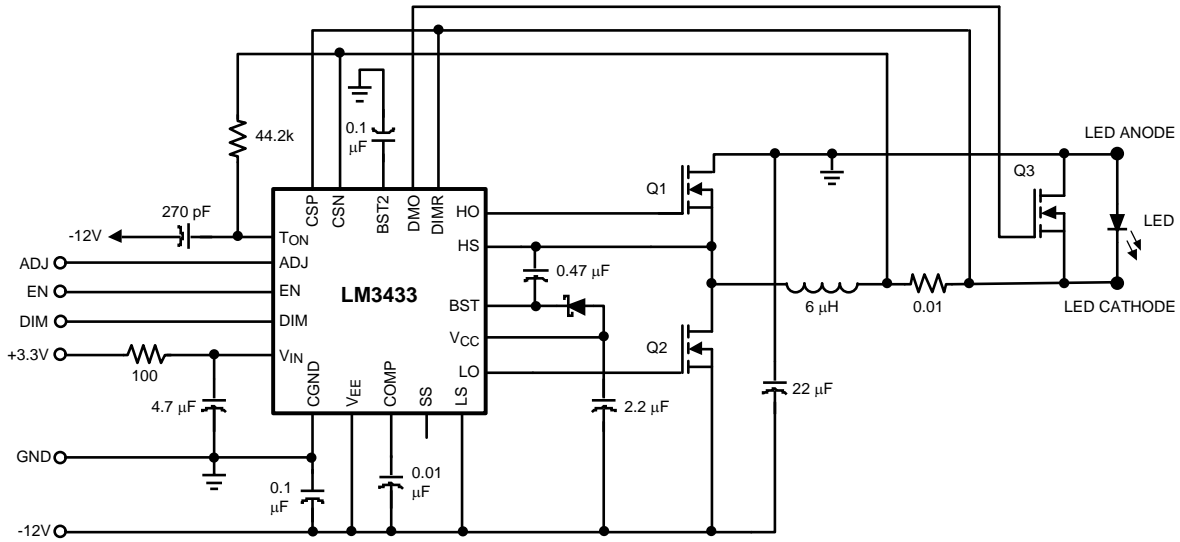 44.2k
0.1
μF
LED ANODE
Q3
Q1
270 pF
CSP
CSN
BST2
DMO
DIMR
HO
-12V
TON
HS
LED
ADJ
ADJ
0.47 μF
EN
EN
LM3433
BST
6 μH
0.01
LED CATHODE
DIM
DIM
VCC
Q2
+3.3V
VIN
100
CGND
VEE
COMP
SS
LS
LO
4.7 μF
2.2 μF
22 μF
GND
0.1
μF
0.01
μF
-12V